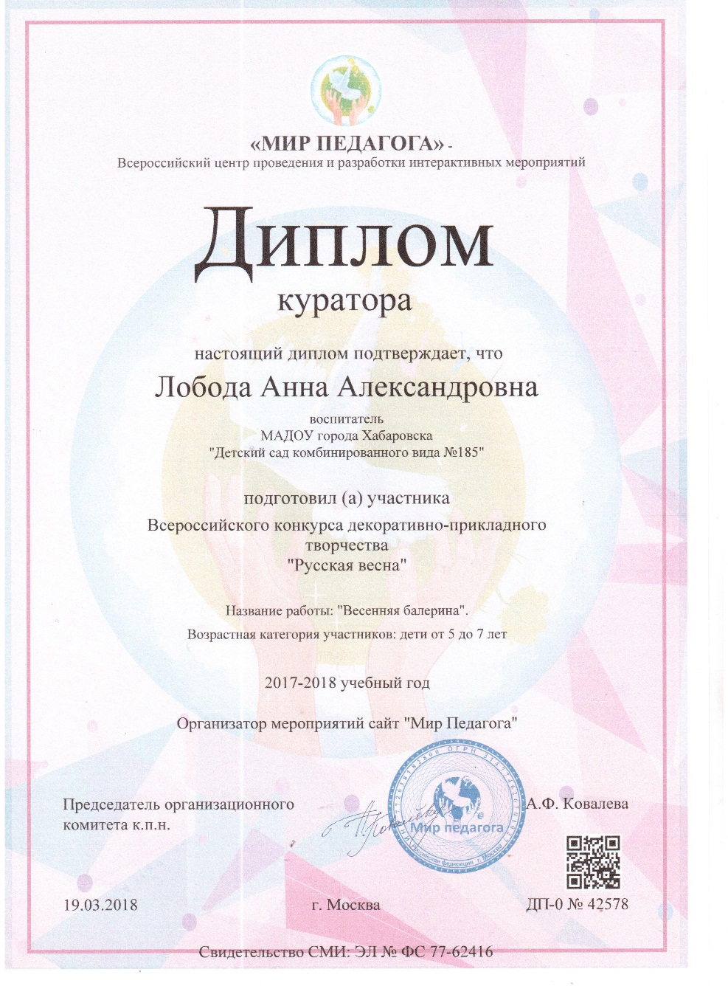 «МИР ПЕДАГОГА» -
Всероссийский центр проведения и разработки интерактивных мероприятий
Диплом
куратора
настоящий диплом подтверждает, что
Лобода Анна Александровна
воспитатель
МАДОУ города Хабаровска
"Детский сад комбинированного вида №185"
подготовил (а) участника
Всероссийского конкурса декоративно-прикладного
творчества
"Русская весна"
Название работы: "Весенняя балерина".
Возрастная категория участников: дети от 5 до 7 лет
2017-2018 учебный год
Организатор мероприятий сайт "Мир Педагога"
Председатель организационного
комитета к.п.н.
А.Ф. Ковалева
ОГРН
Мир педагога
Российская федерация г. Москва
19.03.2018
г. Москва
ДП-0 № 42578
Свидетельство СМИ: ЭЛ № ФС 77-62416